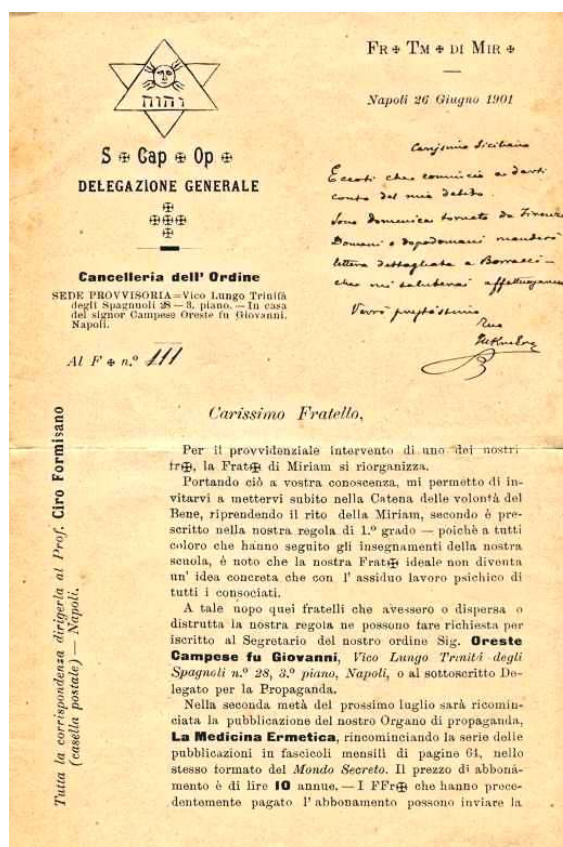 יהוה
S ✠ Cap ✠ Op ✠
DELEGAZIONE GENERALE
Cancelleria dell' Ordine
SEDE PROVVISORIA=Vico Lungo Trinità
degli Spagnuoli 28 — 3. piano. — In casa
del signor Campese Oreste fu Giovanni.
Napoli.
Al F ✠ n.º 111
FR ✠ TM ✠ DI MIR ✠
Napoli 26 Giugno 1901
Carissimo Siciliano
Eccoti che comincio a darti
conto del mio debito.
Sono domenica tornato da Firenze
Domani o dopodomani manderò
lettera dettagliata a Borracci —
che mi saluterai
Verrò prestissimo
Tuo
Tutta la corrispondenza dirigerla al Prof. Ciro Formisano
(casella postale) — Napoli.
Carissimo Fratello,
Per il provvidenziale intervento di uno dei nostri
fr✠, la Frat✠ di Miriam si riorganizza.
Portando ciò a vostra conoscenza, mi permetto di in-
vitarvi a mettervi subito nella Catena delle volontà del
Bene, riprendendo il rito della Miriam, secondo è pre-
scritto nella nostra regola di 1.º grado — poichè a tutti
coloro che hanno seguito gli insegnamenti della nostra
scuola, è noto che la nostra Frat✠ ideale non diventa
un' idea concreta che con l' assiduo lavoro psichico di
tutti i consociati.
A tale uopo quei fratelli che avessero o dispersa o
distrutta la nostra regola ne possono fare richiesta per
iscritto al Segretario del nostro ordine Sig. Oreste
Campese fu Giovanni, Vico Lungo Trinitá degli
Spagnoli n.º 28, 3.º piano, Napoli, o al sottoscritto De-
legato per la Propaganda.
Nella seconda metà del prossimo luglio sarà ricomin-
ciata la pubblicazione del nostro Organo di propaganda,
La Medicina Ermetica, rincominciando la serie delle
pubblicazioni in fascicoli mensili di pagine 64, nello
stesso formato del Mondo Secreto. Il prezzo di abboná-
mento è di lire 10 annue. — I FFr✠ che hanno prece-
dentemente pagato l' abbonamento possono inviare la